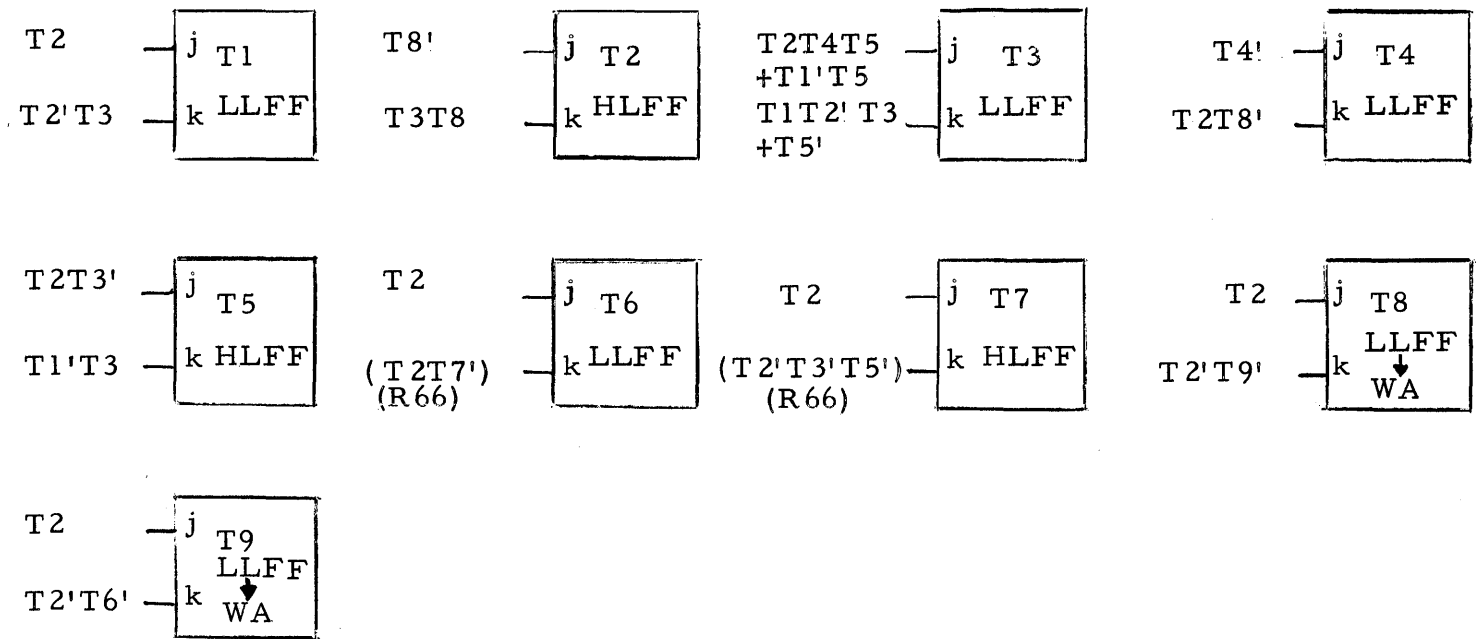 T2
j T1
T2'T3
k LLFF
T8'
j T2
T3T8
k HLFF
T2T4T5
+T1'T5
j T3
T1T2'T3
+T5'
k LLFF
T4'
j T4
T2T8'
k LLFF
T2T3'
j T5
T1'T3
k HLFF
T2
j T6
(T2T7')
(R66)
k LLFF
T2
j T7
(T2'T3'T5')
(R66)
k HLFF
T2
j T8
T2'T9'
k LLFF
WA
T2
j T9
LLFF
T2'T6'
k WA